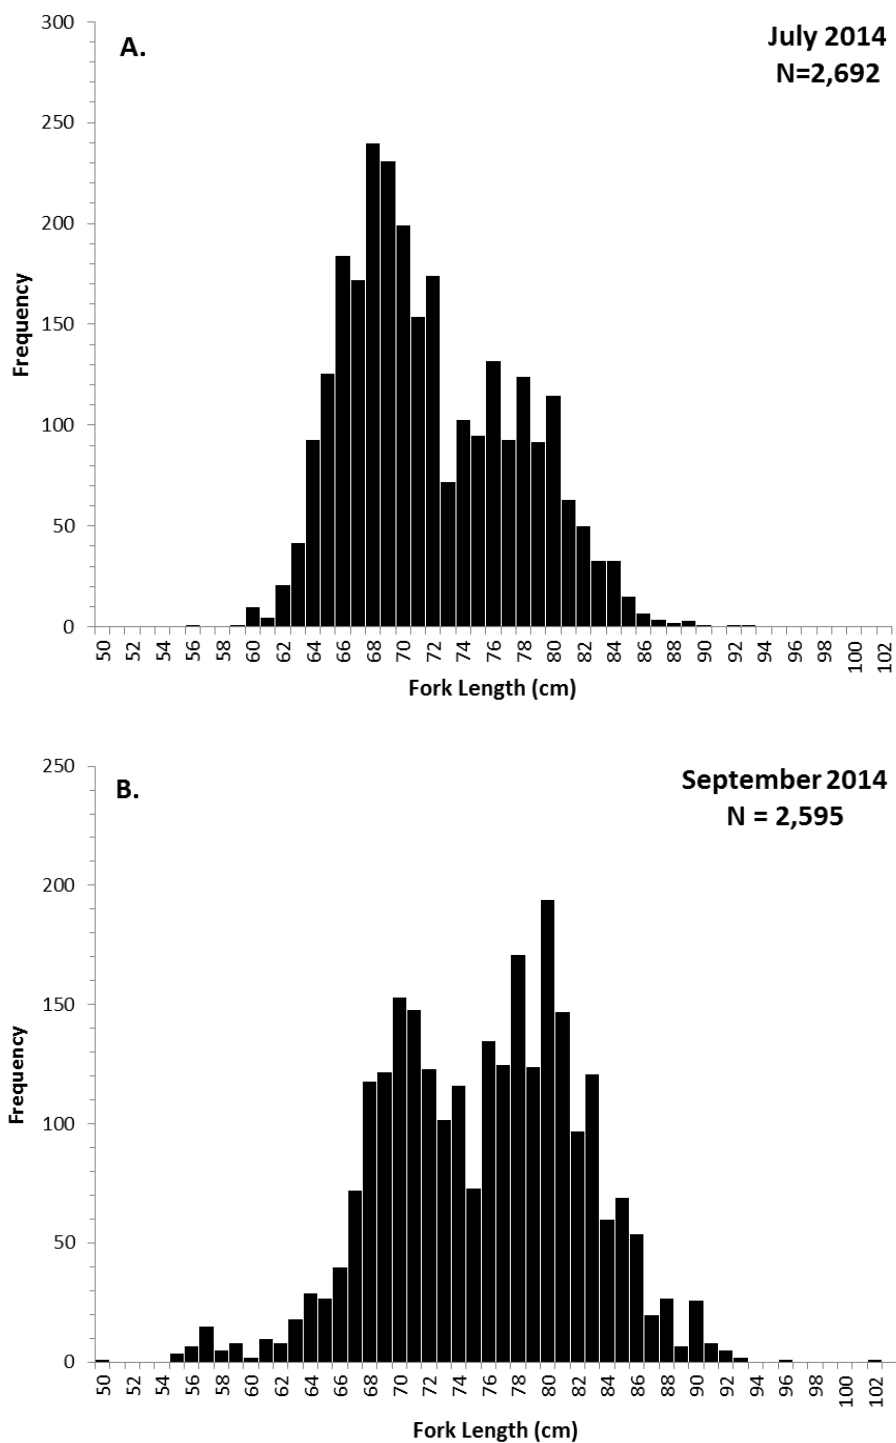 A.
July 2014
N=2,692
300
250
200
150
100
50
0
Frequency
50 52 54 56 58 60 62 64 66 68 70 72 74 76 78 80 82 84 86 88 90 92 94 96 98 100 102
Fork Length (cm)
B.
September 2014
N = 2,595
250
200
150
100
50
0
Frequency
50 52 54 56 58 60 62 64 66 68 70 72 74 76 78 80 82 84 86 88 90 92 94 96 98 100 102
Fork Length (cm)